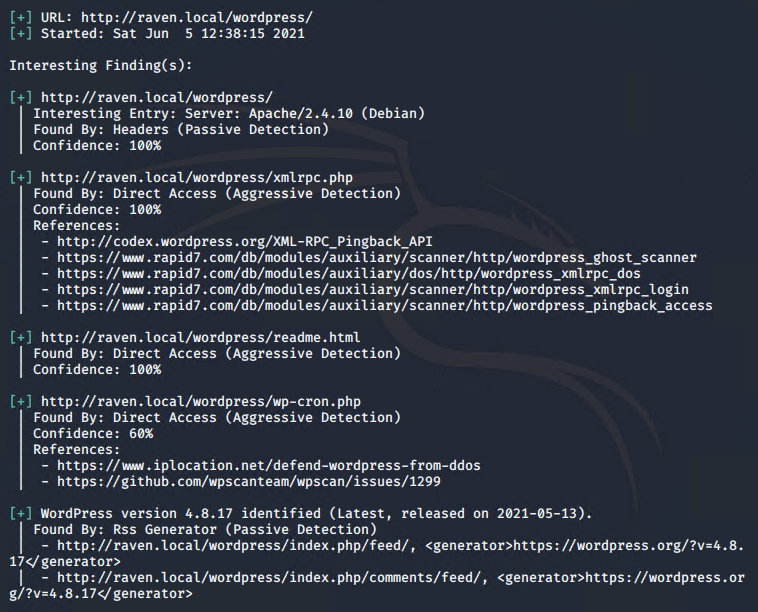 [+] URL: http://raven.local/wordpress/
[+] Started: Sat Jun  5 12:38:15 2021
Interesting Finding(s):
[+] http://raven.local/wordpress/
| Interesting Entry: Server: Apache/2.4.10 (Debian)
| Found By: Headers (Passive Detection)
| Confidence: 100%
[+] http://raven.local/wordpress/xmlrpc.php
| Found By: Direct Access (Aggressive Detection)
| Confidence: 100%
| References:
|  - http://codex.wordpress.org/XML-RPC_Pingback_API
|  - https://www.rapid7.com/db/modules/auxiliary/scanner/http/wordpress_ghost_scanner
|  - https://www.rapid7.com/db/modules/auxiliary/dos/http/wordpress_xmlrpc_dos
|  - https://www.rapid7.com/db/modules/auxiliary/scanner/http/wordpress_xmlrpc_login
|  - https://www.rapid7.com/db/modules/auxiliary/scanner/http/wordpress_pingback_access
[+] http://raven.local/wordpress/readme.html
| Found By: Direct Access (Aggressive Detection)
| Confidence: 100%
[+] http://raven.local/wordpress/wp-cron.php
| Found By: Direct Access (Aggressive Detection)
| Confidence: 60%
| References:
|  - https://www.iplocation.net/defend-wordpress-from-ddos
|  - https://github.com/wpscanteam/wpscan/issues/1299
[+] WordPress version 4.8.17 identified (Latest, released on 2021-05-13).
| Found By: Rss Generator (Passive Detection)
|  - http://raven.local/wordpress/index.php/feed/, <generator>https://wordpress.org/?v=4.8.
17</generator>
|  - http://raven.local/wordpress/index.php/comments/feed/, <generator>https://wordpress.or
g/?v=4.8.17</generator>